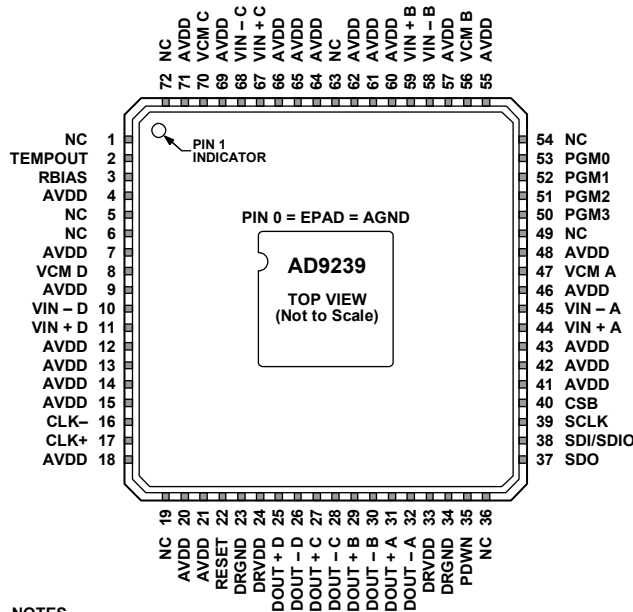 72 NC
71 AVDD
70 VCM C
69 AVDD
68 VIN – C
67 VIN + C
66 AVDD
65 AVDD
64 AVDD
63 NC
62 AVDD
61 AVDD
60 AVDD
59 VIN + B
58 VIN – B
57 AVDD
56 VCM B
55 AVDD
NC 1
TEMPOUT 2
RBIAS 3
AVDD 4
NC 5
NC 6
AVDD 7
VCM D 8
AVDD 9
VIN – D 10
VIN + D 11
AVDD 12
AVDD 13
AVDD 14
AVDD 15
CLK– 16
CLK+ 17
AVDD 18
PIN 1
INDICATOR
PIN 0 = EPAD = AGND
AD9239
TOP VIEW
(Not to Scale)
54 NC
53 PGM0
52 PGM1
51 PGM2
50 PGM3
49 NC
48 AVDD
47 VCM A
46 AVDD
45 VIN – A
44 VIN + A
43 AVDD
42 AVDD
41 AVDD
40 CSB
39 SCLK
38 SDI/SDIO
37 SDO
NC 19
AVDD 20
AVDD 21
RESET 22
DRGND 23
DRVDD 24
DOUT + D 25
DOUT – D 26
DOUT + C 27
DOUT – C 28
DOUT + B 29
DOUT – B 30
DOUT + A 31
DOUT – A 32
DRVDD 33
DRGND 34
PDWN 35
NC 36